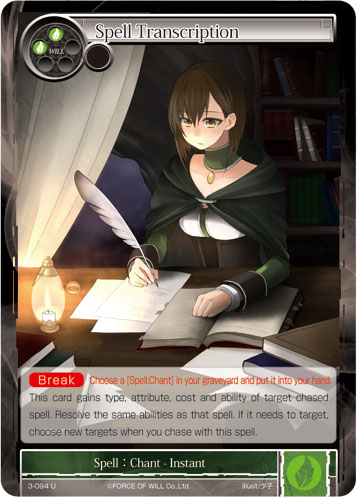 Spell Transcription
WILL
Break Choose a [Spell:Chant] in your graveyard and put it into your hand.
This card gains type, attribute, cost and ability of target chased
spell. Resolve the same abilities as that spell. If it needs to target,
choose new targets when you chase with this spell.
Spell : Chant - Instant
3-094 U ©FORCE OF WILL Co.,Ltd. Illust/夕子